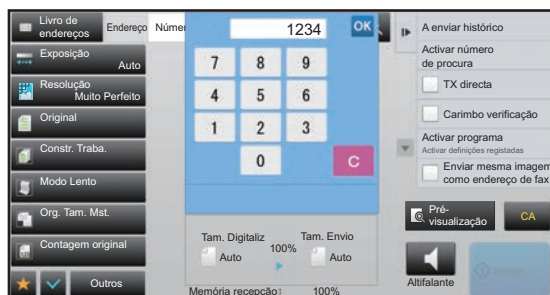 Livro de
endereços
Endereço
Exposição
Auto
Resolução
Muito Perfeito
Original
Constr. Traba.
Modo Lento
Org. Tam. Mst.
Contagem original
Outros
1234
OK
7 8 9
4 5 6
1 2 3
0
C
Tam. Digitaliz
100%
Tam. Envio
Auto
Auto
Memória recepção: 100%
A enviar histórico
Activar número
de procura
TX directa
Carimbo verificação
Activar programa
Activar definições registadas
Enviar mesma imagem
como endereço de fax
Pré-
visualização
CA
Altifalante